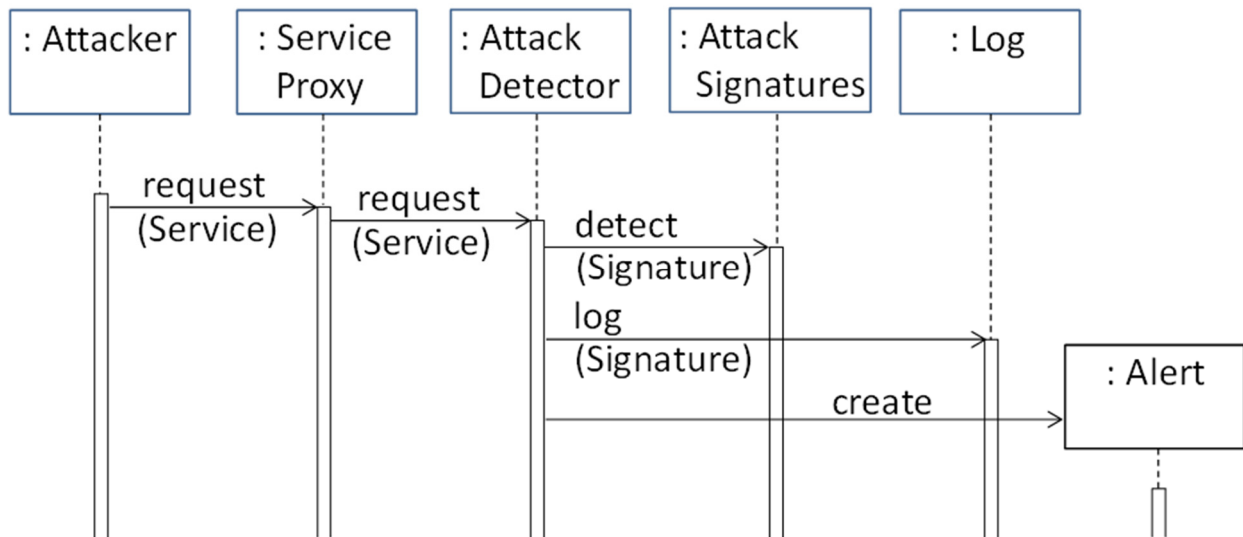 : Attacker
: Service
Proxy
: Attack
Detector
: Attack
Signatures
: Log
request
(Service)
request
(Service)
detect
(Signature)
log
(Signature)
: Alert
create